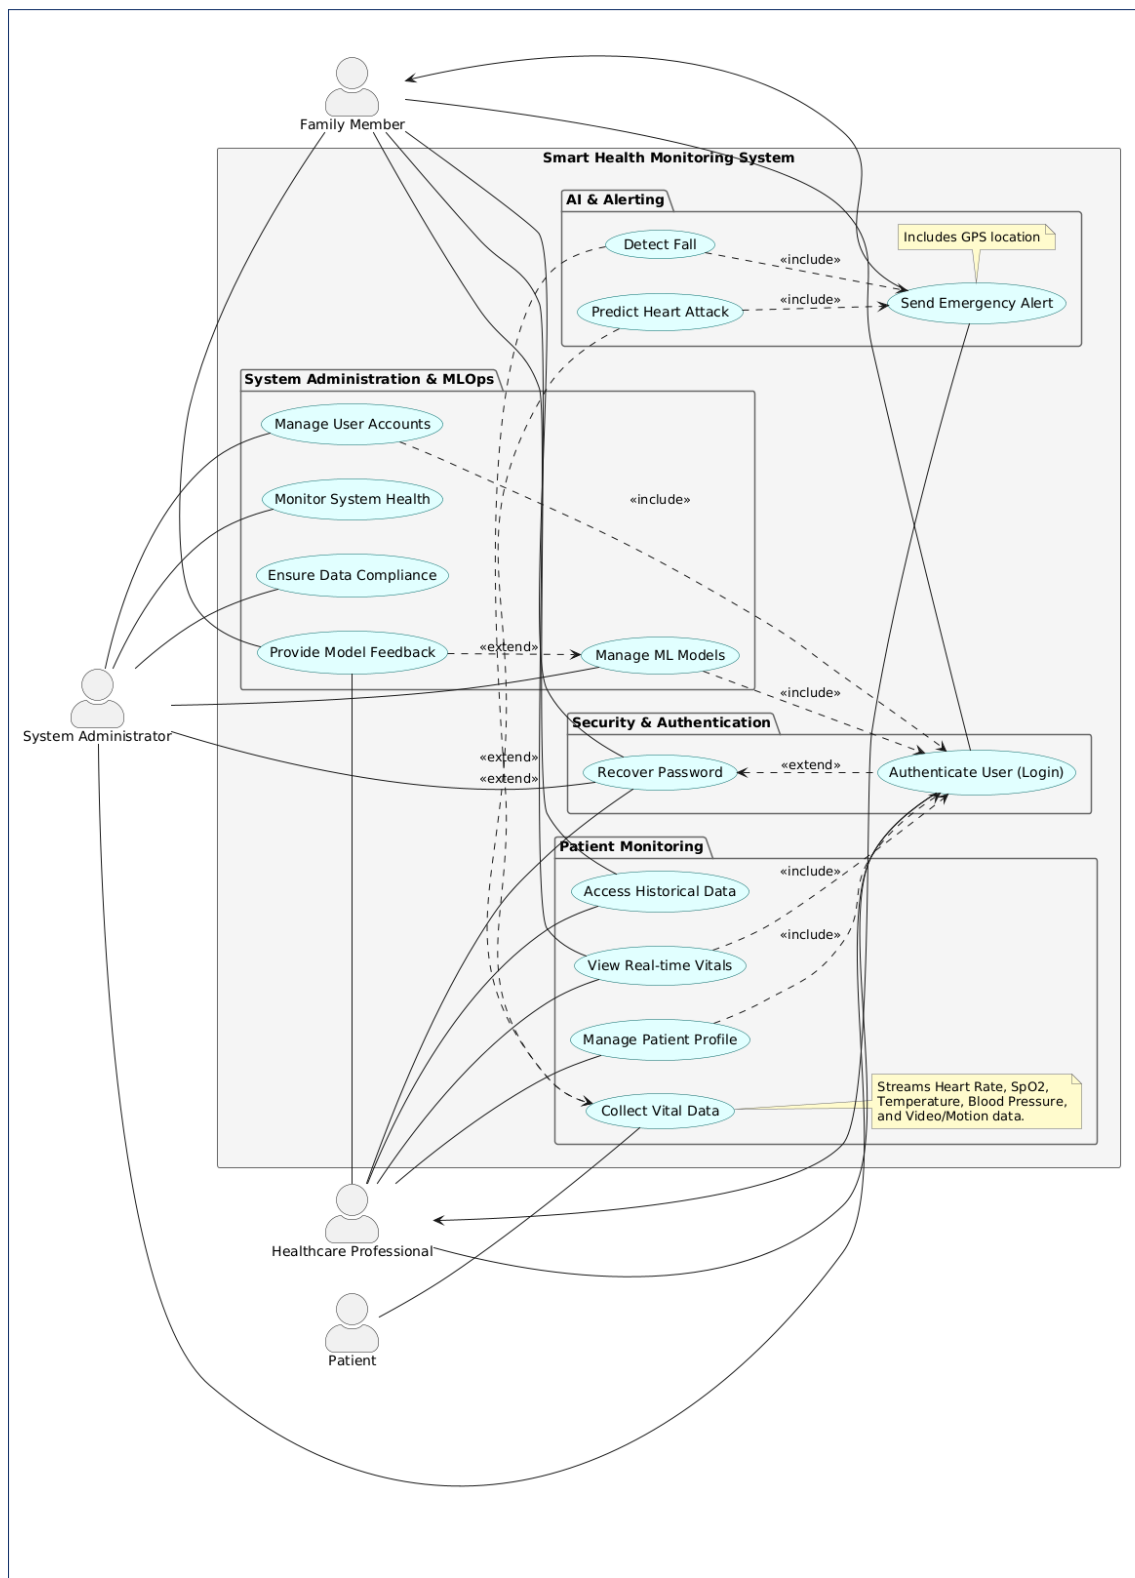 Family Member
Smart Health Monitoring System
AI & Alerting
Includes GPS location
Detect Fall
«include»
«include»
Send Emergency Alert
Predict Heart Attack
System Administration & MLOps
Manage User Accounts
Monitor System Health
«include»
Ensure Data Compliance
Provide Model Feedback
«extend»
Manage ML Models
«include»
System Administrator
Security & Authentication
«extend»
«extend»
Recover Password
«extend»
Authenticate User (Login)
Patient Monitoring
«include»
Access Historical Data
«include»
View Real-time Vitals
Manage Patient Profile
Collect Vital Data
Streams Heart Rate, SpO2,
Temperature, Blood Pressure,
and Video/Motion data.
Healthcare Professional
Patient